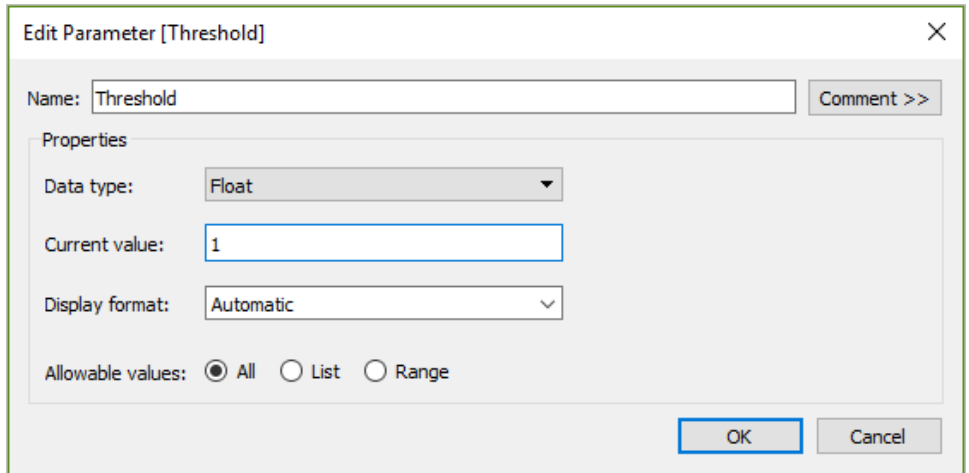 Edit Parameter [Threshold]
Name: Threshold Comment >>
Properties
Data type: Float
Current value: 1
Display format: Automatic
Allowable values: All List Range
OK Cancel